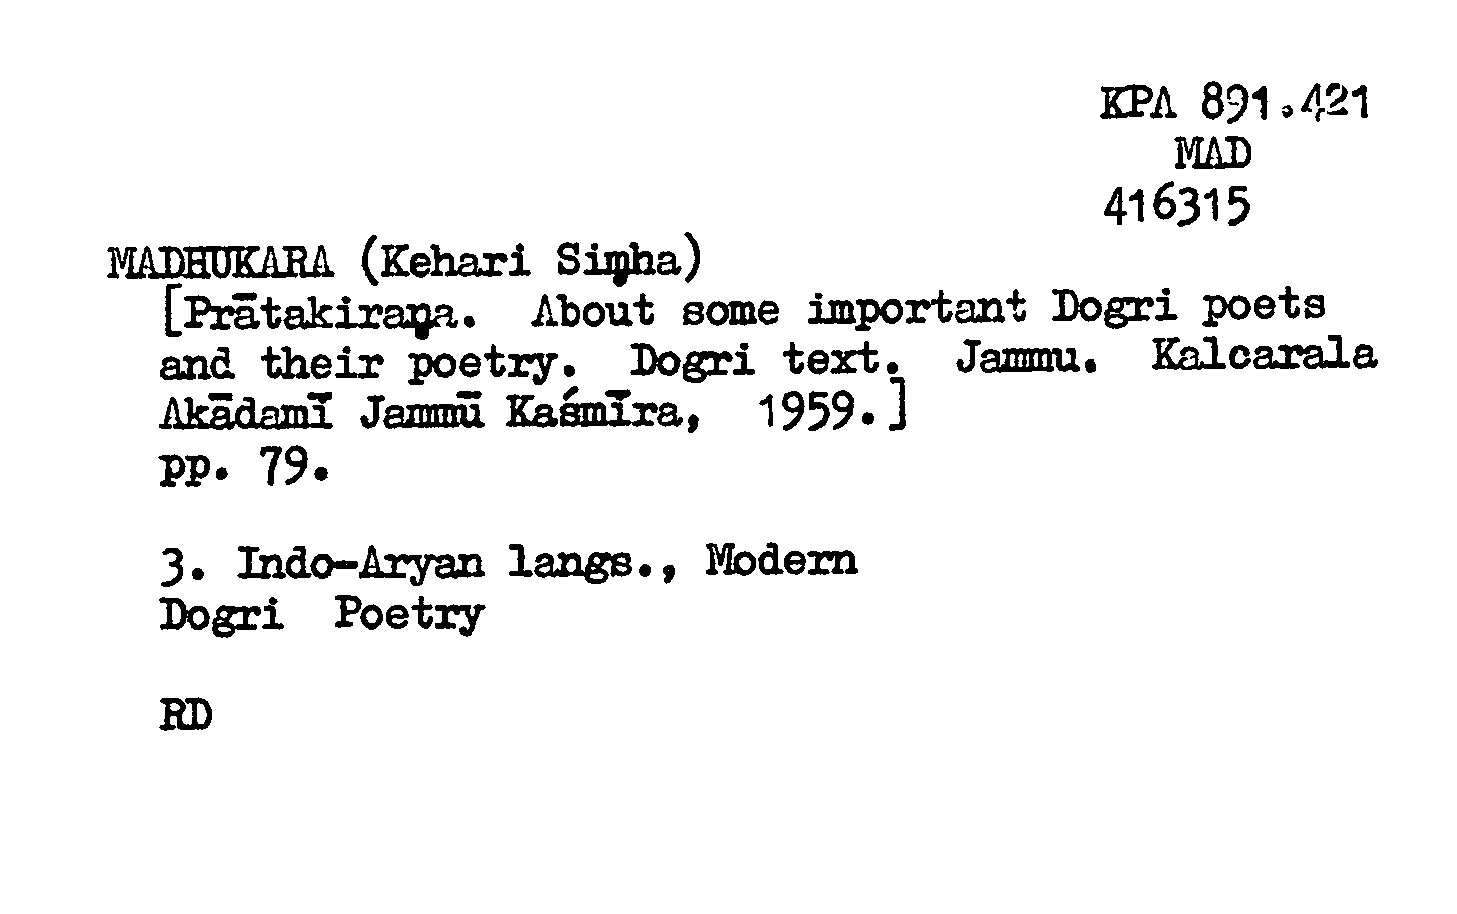 KPA 891.421
MAD
416315
MADHUKARA (Kehari Siṃha)
[Prātakiraṇa. About some important Dogri poets
and their poetry. Dogri text. Jammu. Kalcarala
Akādamī Jammū Kaśmīra, 1959.]
pp. 79.
3. Indo-Aryan langs., Modern
Dogri Poetry
RD